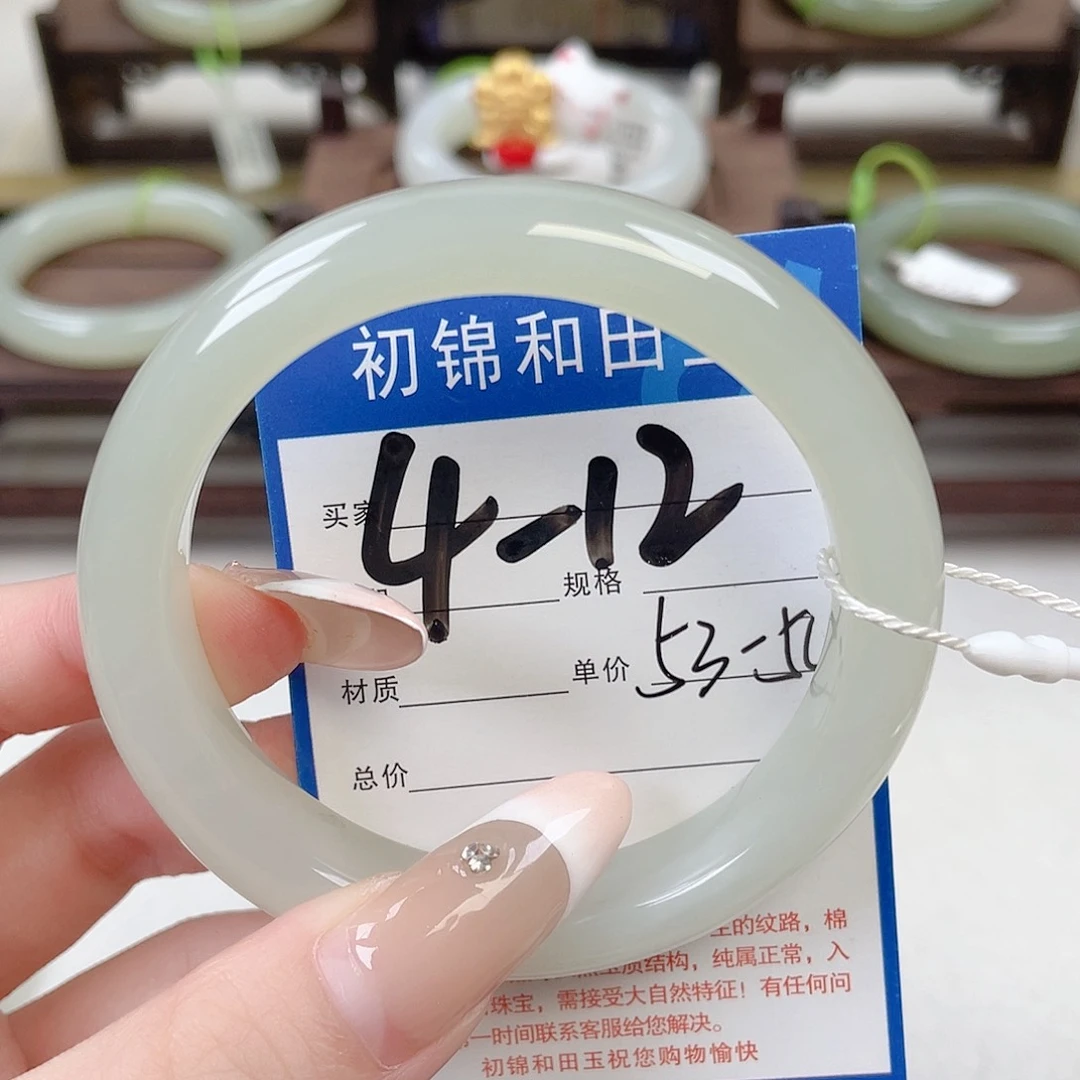 初锦和田玉
4-12
买家
规格
材质 单价 53-
总价
生的纹路，棉
玉质结构，纯属正常，入
珠宝，需接受大自然特征！有任何问
一时间联系客服给您解决。
初锦和田玉祝您购物愉快